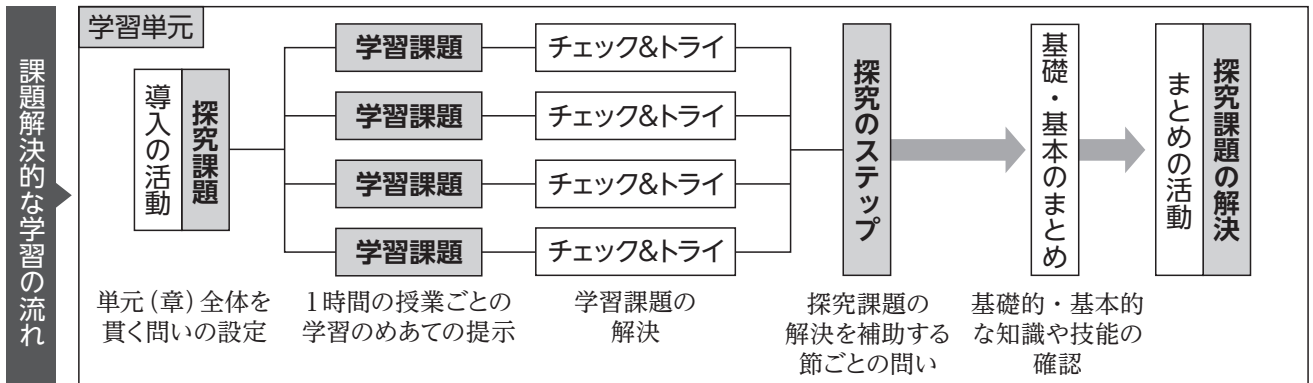 課題解決的な学習の流れ
学習単元
導入の活動
探究課題
学習課題
チェック&トライ
学習課題
チェック&トライ
学習課題
チェック&トライ
学習課題
チェック&トライ
探究のステップ
基礎・基本のまとめ
まとめの活動
探究課題の解決
単元(章)全体を
貫く問いの設定
1時間の授業ごとの
学習のめあての提示
学習課題の
解決
探究課題の
解決を補助する
節ごとの問い
基礎的・基本的
な知識や技能の
確認